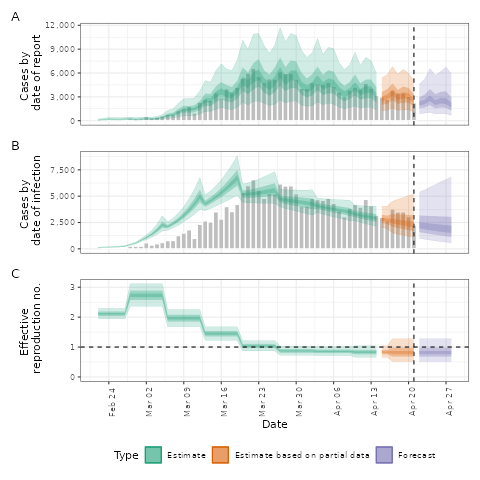 A
12,000
9,000
6,000
3,000
0
Cases by
date of report
B
7,500
5,000
2,500
0
Cases by
date of infection
C
3
2
1
0
Effective
reproduction no.
Feb 24
Mar 02
Mar 09
Mar 16
Mar 23
Mar 30
Apr 06
Apr 13
Apr 20
Apr 27
Date
Type
Estimate
Estimate based on partial data
Forecast